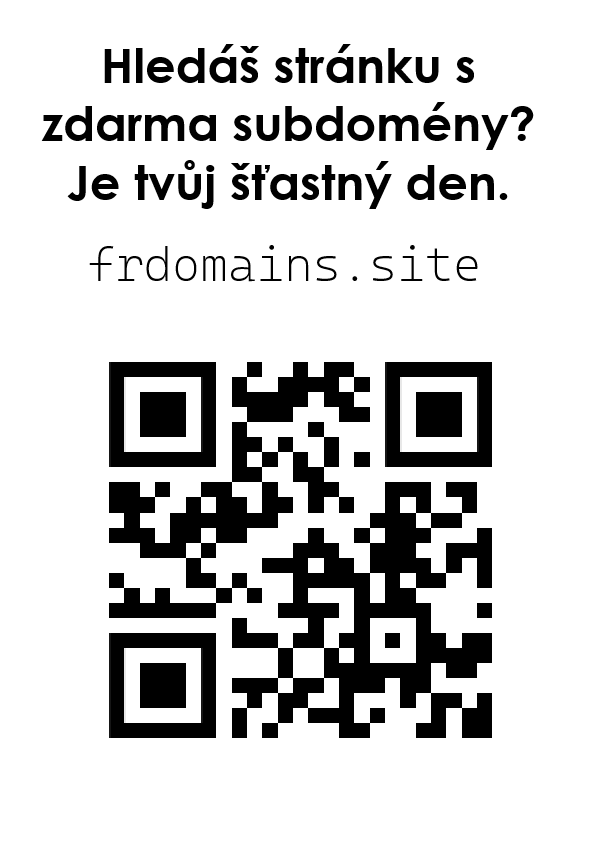 Hledáš stránku s
zdarma subdomény?
Je tvůj šťastný den.
frdomains.site